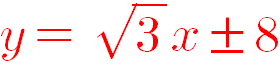 y = √3 x ± 8